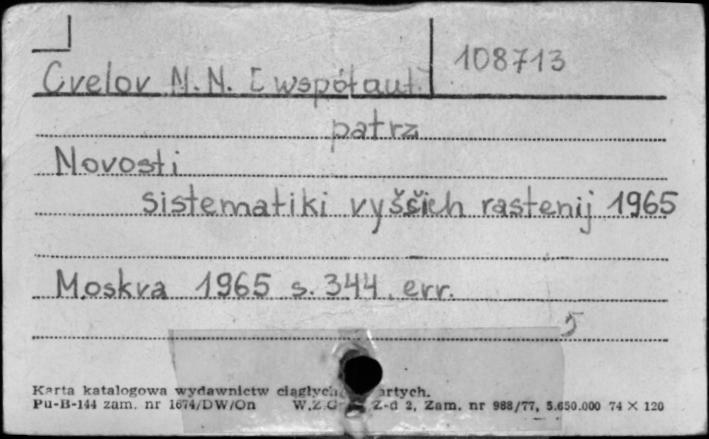 108713
Cvelov N.N. [współaut.]
patrz
Novosti
sistematiki vyšších rastenij 1965
Moskva 1965 s. 344, err.
5
Karta katalogowa wydawnictw ciągłych artych.
Pu-B-144 zam. nr 1674/DW/On W.Z.G Z-d 2, Zam. nr 988/77, 5.650.000 74 × 120